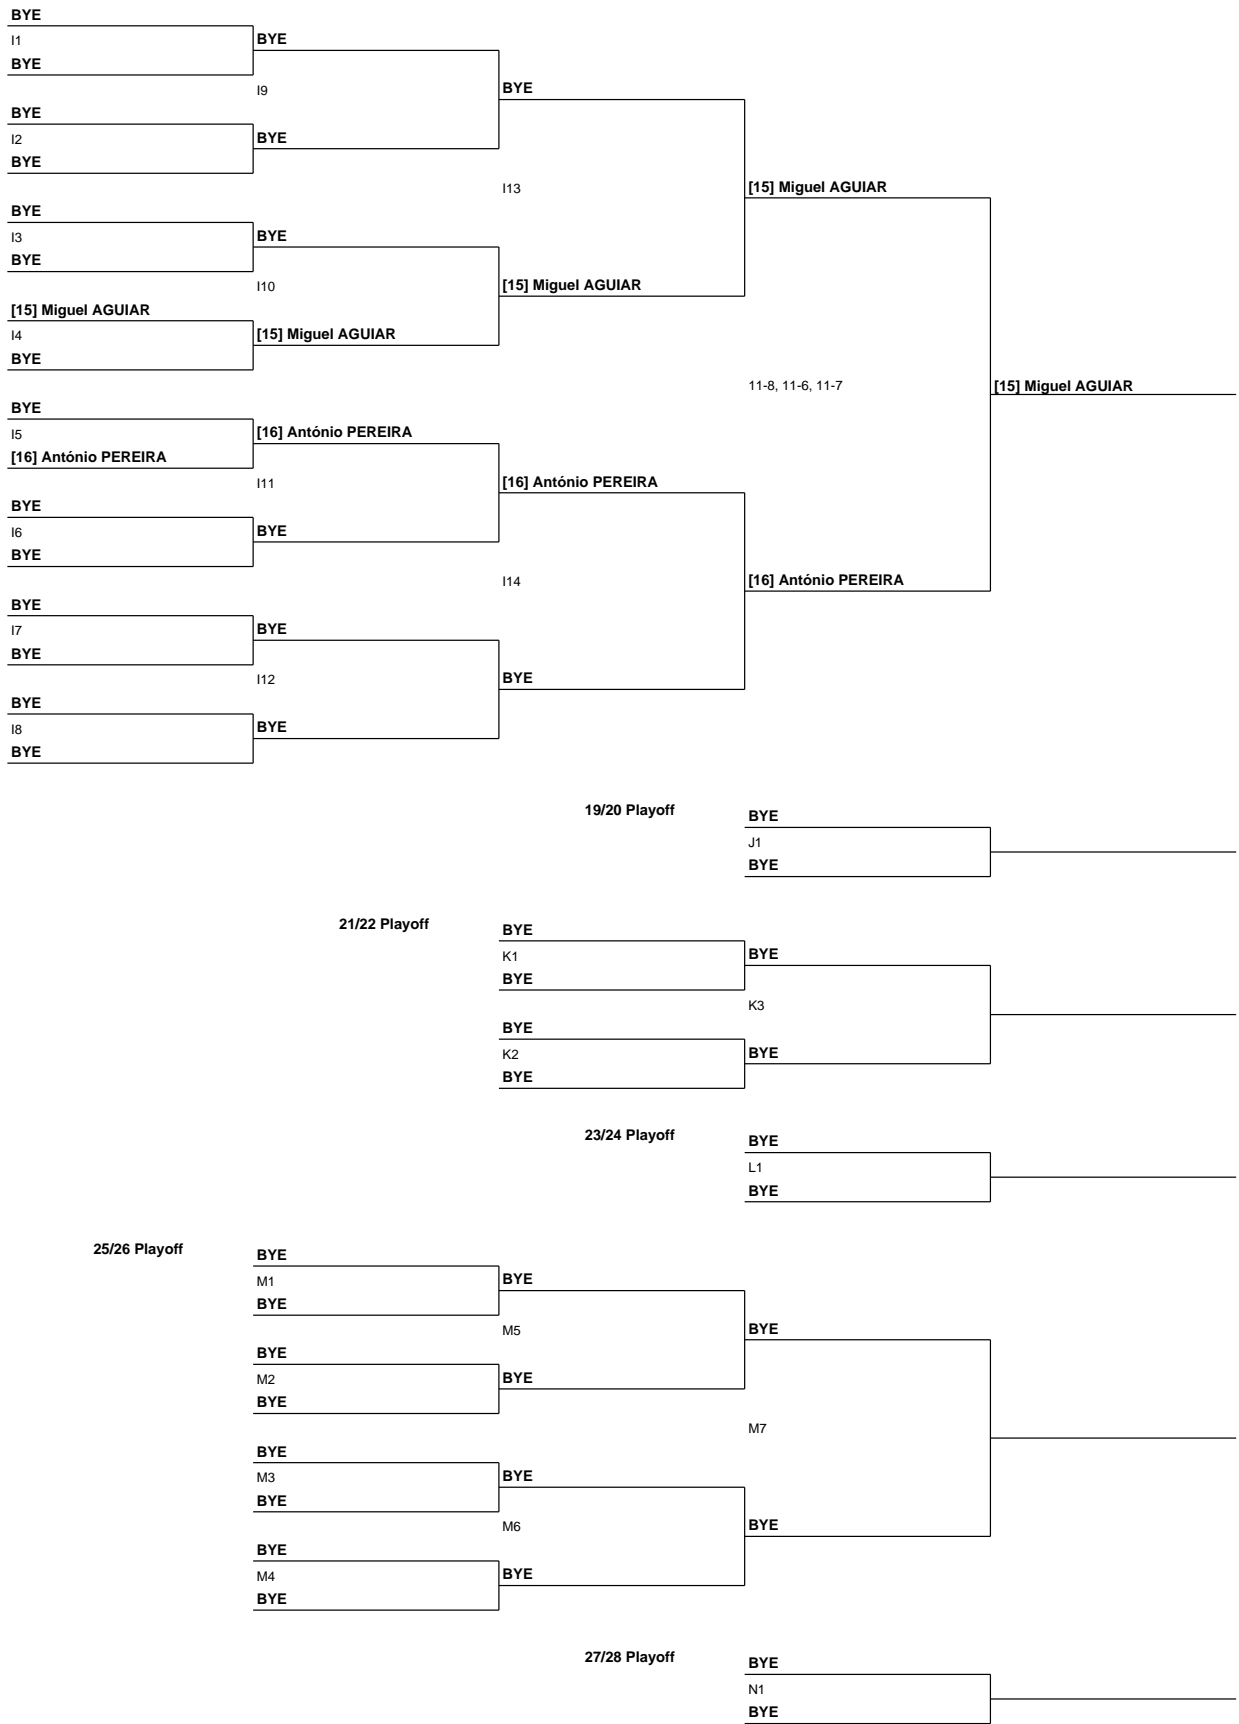 BYE
I1
BYE
BYE
I9
BYE
BYE
I2
BYE
BYE
I13
[15] Miguel AGUIAR
BYE
I3
BYE
BYE
I10
[15] Miguel AGUIAR
[15] Miguel AGUIAR
I4
[15] Miguel AGUIAR
BYE
11-8, 11-6, 11-7
[15] Miguel AGUIAR
BYE
I5
[16] António PEREIRA
[16] António PEREIRA
I11
[16] António PEREIRA
BYE
I6
BYE
BYE
I14
[16] António PEREIRA
BYE
I7
BYE
BYE
I12
BYE
BYE
I8
BYE
BYE
19/20 Playoff
BYE
J1
BYE
21/22 Playoff
BYE
K1
BYE
BYE
K3
BYE
K2
BYE
BYE
23/24 Playoff
BYE
L1
BYE
25/26 Playoff
BYE
M1
BYE
BYE
M5
BYE
BYE
M2
BYE
BYE
M7
BYE
M3
BYE
BYE
M6
BYE
BYE
M4
BYE
BYE
27/28 Playoff
BYE
N1
BYE